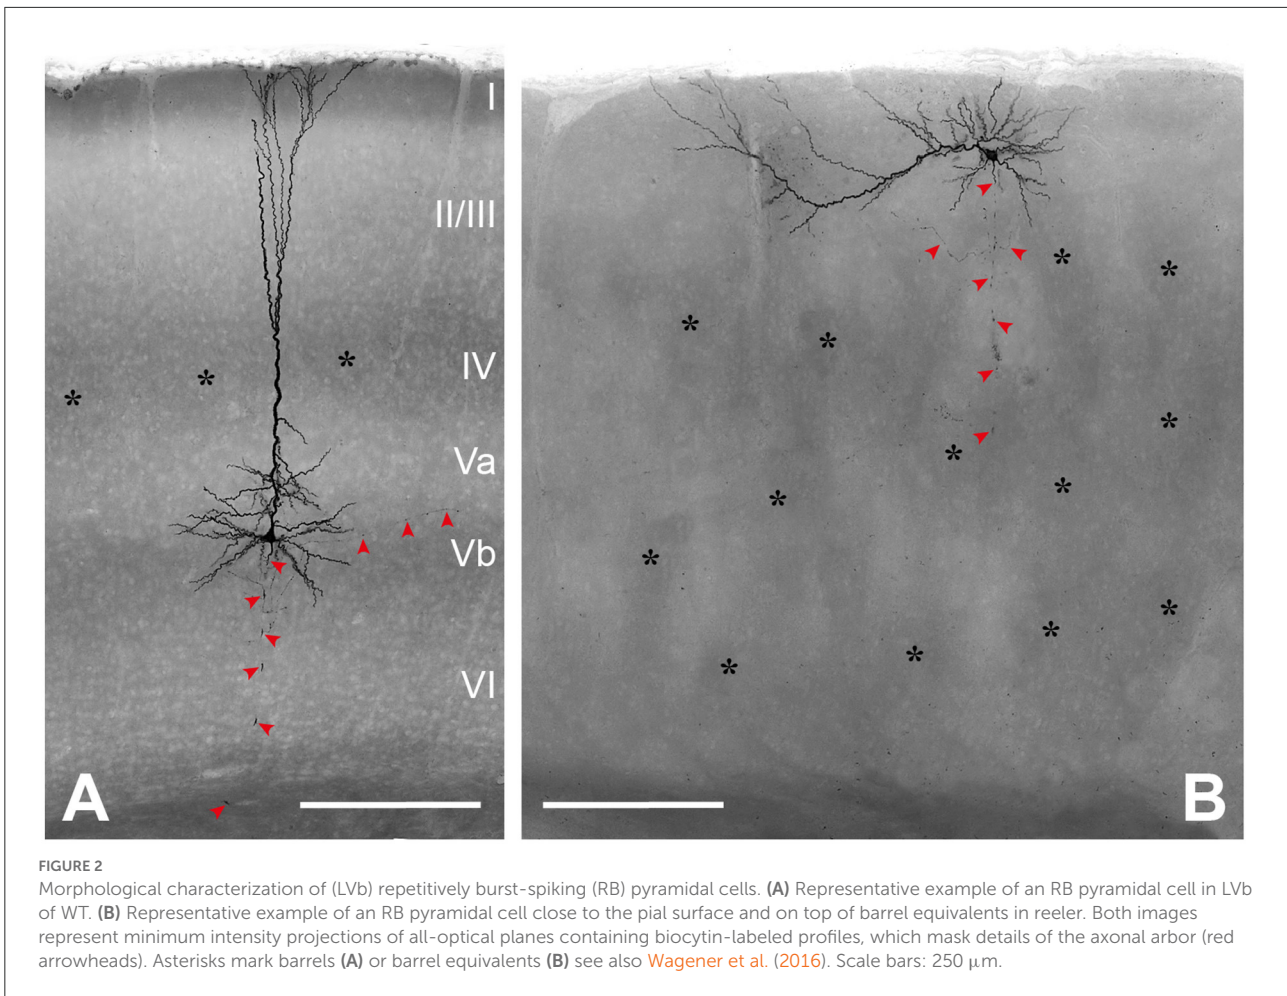 I
II/III
IV
Va
Vb
VI
A
B
FIGURE 2
Morphological characterization of (LVb) repetitively burst-spiking (RB) pyramidal cells. (A) Representative example of an RB pyramidal cell in LVb
of WT. (B) Representative example of an RB pyramidal cell close to the pial surface and on top of barrel equivalents in reeler. Both images
represent minimum intensity projections of all-optical planes containing biocytin-labeled profiles, which mask details of the axonal arbor (red
arrowheads). Asterisks mark barrels (A) or barrel equivalents (B) see also Wagener et al. (2016). Scale bars: 250 μm.